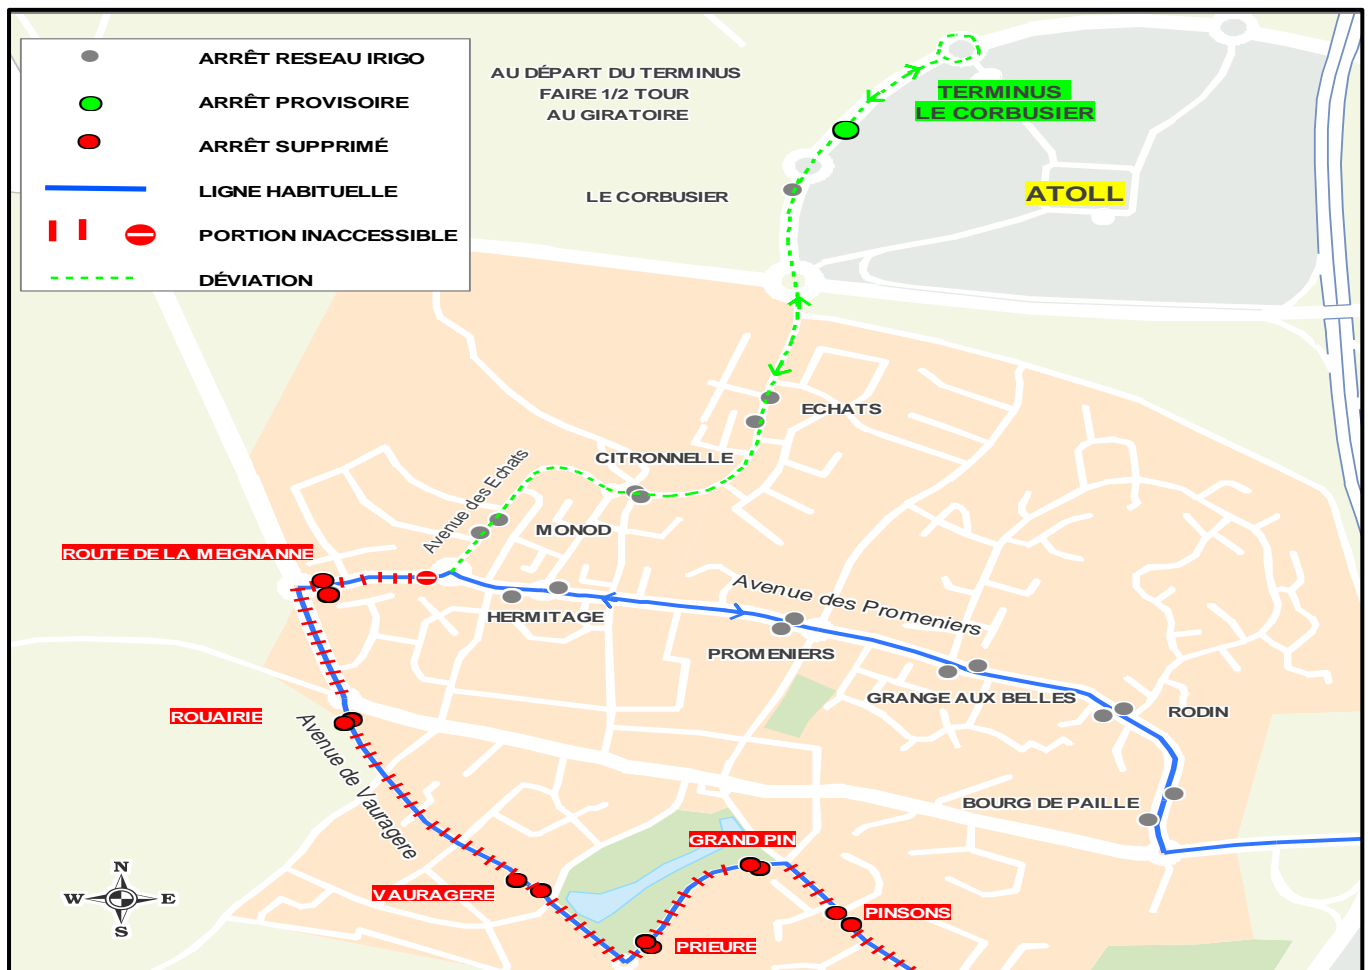 ARRÊT RESEAU IRIGO
ARRÊT PROVISOIRE
ARRÊT SUPPRIMÉ
LIGNE HABITUELLE
PORTION INACCESSIBLE
DÉVIATION
AU DÉPART DU TERMINUS
FAIRE 1/2 TOUR
AU GIRATOIRE
TERMINUS
LE CORBUSIER
LE CORBUSIER
ATOLL
ECHATS
CITRONNELLE
Avenue des Echats
MONOD
ROUTE DE LA MEIGNANNE
HERMITAGE
Avenue des Promeniers
PROMENIERS
GRANGE AUX BELLES
RODIN
ROUAIRIE
Avenue de Vauragere
BOURG DE PAILLE
GRAND PIN
VAURAGERE
PINSONS
PRIEURE
N
W E
S